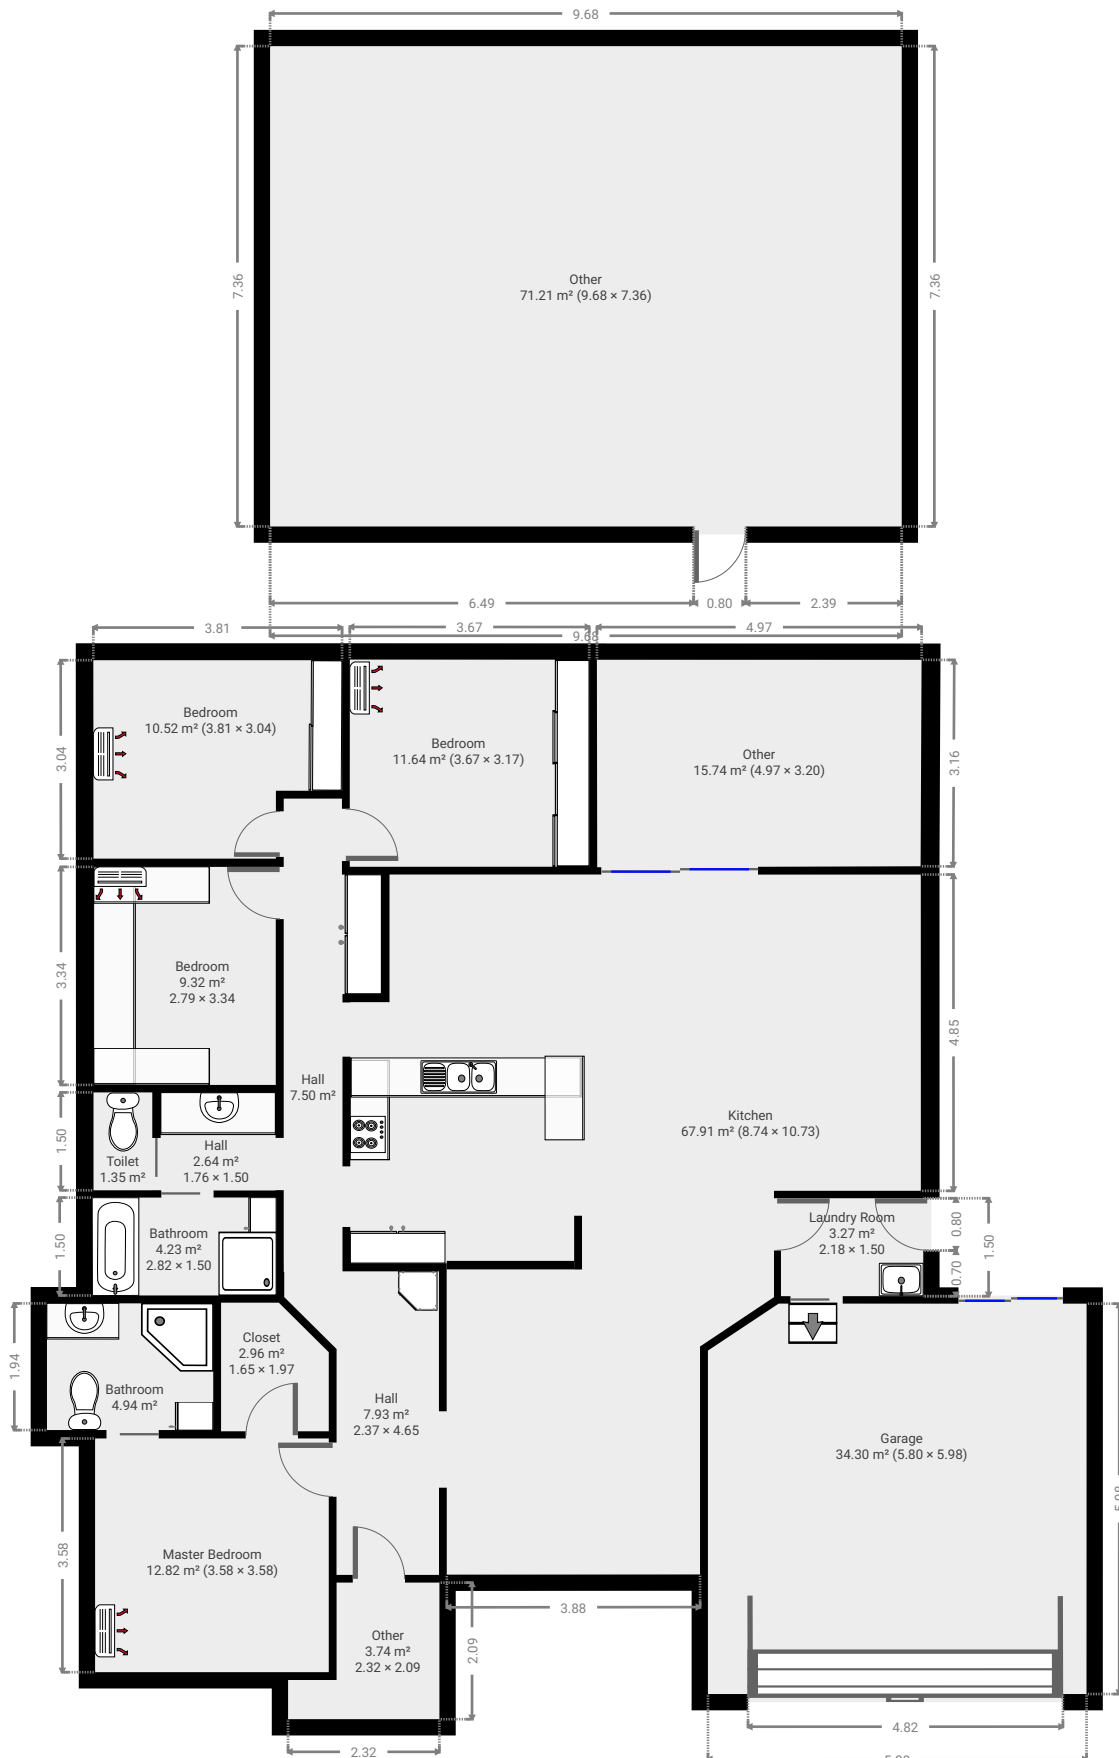 9.68
7.36
7.36
Other
71.21 m² (9.68 × 7.36)
6.49
0.80
2.39
9.68
3.81
3.67
4.97
3.04
Bedroom
10.52 m² (3.81 × 3.04)
Bedroom
11.64 m² (3.67 × 3.17)
Other
15.74 m² (4.97 × 3.20)
3.16
3.34
Bedroom
9.32 m²
2.79 × 3.34
4.85
Hall
7.50 m²
Kitchen
67.91 m² (8.74 × 10.73)
1.50
Toilet
1.35 m²
Hall
2.64 m²
1.76 × 1.50
1.50
Bathroom
4.23 m²
2.82 × 1.50
Laundry Room
3.27 m²
2.18 × 1.50
0.80
0.70
1.50
1.94
Bathroom
4.94 m²
Closet
2.96 m²
1.65 × 1.97
Hall
7.93 m²
2.37 × 4.65
Garage
34.30 m² (5.80 × 5.98)
3.58
Master Bedroom
12.82 m² (3.58 × 3.58)
3.88
2.09
Other
3.74 m²
2.32 × 2.09
4.82
2.32